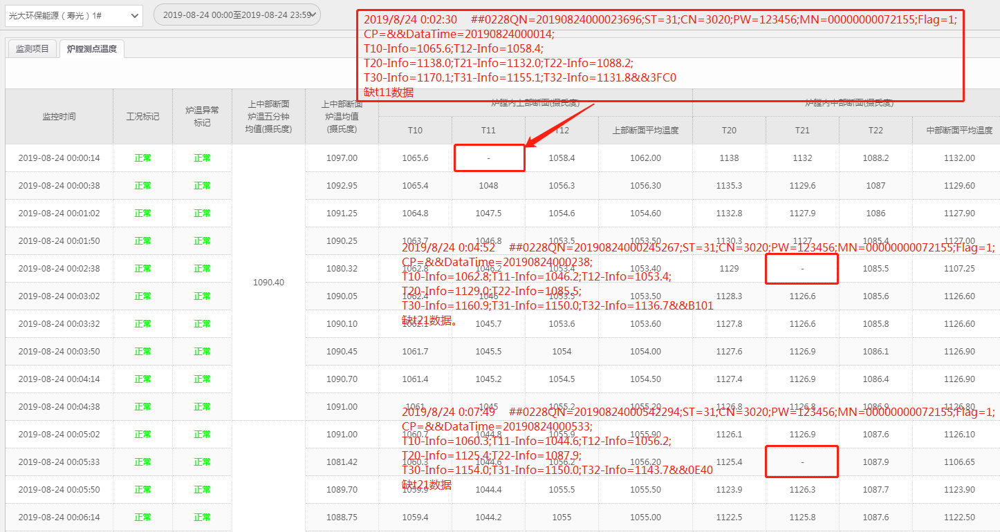 光大环保能源（寿光）1#
2019-08-24 00:00至2019-08-24 23:59
监测项目 炉膛测点温度
2019/8/24 0:02:30 ##0228QN=20190824000023696;ST=31;CN=3020;PW=123456;MN=00000000072155;Flag=1;
CP=&&DataTime=20190824000014;
T10-Info=1065.6;T12-Info=1058.4;
T20-Info=1138.0;T21-Info=1132.0;T22-Info=1088.2;
T30-Info=1170.1;T31-Info=1155.1;T32-Info=1131.8&&3FC0
缺t11数据
监控时间 工况标记 炉温异常
标记
上中部断面
炉温五分钟
均值(摄氏度)
上中部断面
炉温均值
(摄氏度)
炉膛内上部断面(摄氏度) 炉膛内中部断面(摄氏度)
T10 T11 T12 上部断面平均温度 T20 T21 T22 中部断面平均温度
2019-08-24 00:00:14 正常 正常 1097.00 1065.6 - 1058.4 1062.00 1138 1132 1088.2 1132.00
2019-08-24 00:00:38 正常 正常 1092.95 1065.4 1048 1056.3 1056.30 1135.3 1129.6 1087 1129.60
2019-08-24 00:01:02 正常 正常 1091.25 1064.8 1047.5 1054.6 1054.60 1132.8 1127.9 1086 1127.90
2019-08-24 00:01:50 正常 正常 1090.25 1063.7 1046.8 1053.5 1053.50 1130.3 1127 1085.4 1127.00
2019/8/24 0:04:52 ##0228QN=20190824000245267;ST=31;CN=3020;PW=123456;MN=00000000072155;Flag=1;
CP=&&DataTime=20190824000238;
2019-08-24 00:02:38 正常 正常 1080.32 1062.8 1046.2 1053.4 1053.40 1129 - 1085.5 1107.25
T10-Info=1062.8;T11-Info=1046.2;T12-Info=1053.4;
1090.40
T20-Info=1129.0;T22-Info=1085.5;
2019-08-24 00:03:02 正常 正常 1090.05 1062.4 1046 1053.5 1053.50 1128.3 1126.6 1085.6 1126.60
T30-Info=1160.9;T31-Info=1150.0;T32-Info=1136.7&&B101
缺t21数据。
2019-08-24 00:03:32 正常 正常 1090.10 1062.1 1045.7 1053.6 1053.60 1127.8 1126.6 1085.8 1126.60
2019-08-24 00:03:50 正常 正常 1090.45 1061.7 1045.5 1054 1054.00 1127.6 1126.9 1086.1 1126.90
2019-08-24 00:04:14 正常 正常 1090.70 1061.4 1045.2 1054.5 1054.50 1127.4 1126.9 1086.4 1126.90
2019-08-24 00:04:38 正常 正常 1091.00 1061 1045 1055.2 1055.20 1126.8 1126.8 1086.9 1126.80
2019/8/24 0:07:49 ##0228QN=20190824000542294;ST=31;CN=3020;PW=123456;MN=00000000072155;Flag=1;
CP=&&DataTime=20190824000533;
2019-08-24 00:05:02 正常 正常 1091.00 1060.7 1044.8 1055.9 1055.90 1126.1 1126.9 1087.6 1126.10
T10-Info=1060.3;T11-Info=1044.6;T12-Info=1056.2;
T20-Info=1125.4;T22-Info=1087.9;
2019-08-24 00:05:33 正常 正常 1081.42 1060.3 1044.6 1056.2 1056.20 1125.4 - 1087.9 1106.65
T30-Info=1154.0;T31-Info=1150.0;T32-Info=1143.7&&0E40
缺t21数据
2019-08-24 00:05:50 正常 正常 1089.70 1059.9 1044.4 1055.5 1055.50 1123.9 1126.3 1087.7 1123.90
2019-08-24 00:06:14 正常 正常 1088.75 1059.4 1044.2 1055 1055.00 1122.5 1125.8 1087.6 1122.50